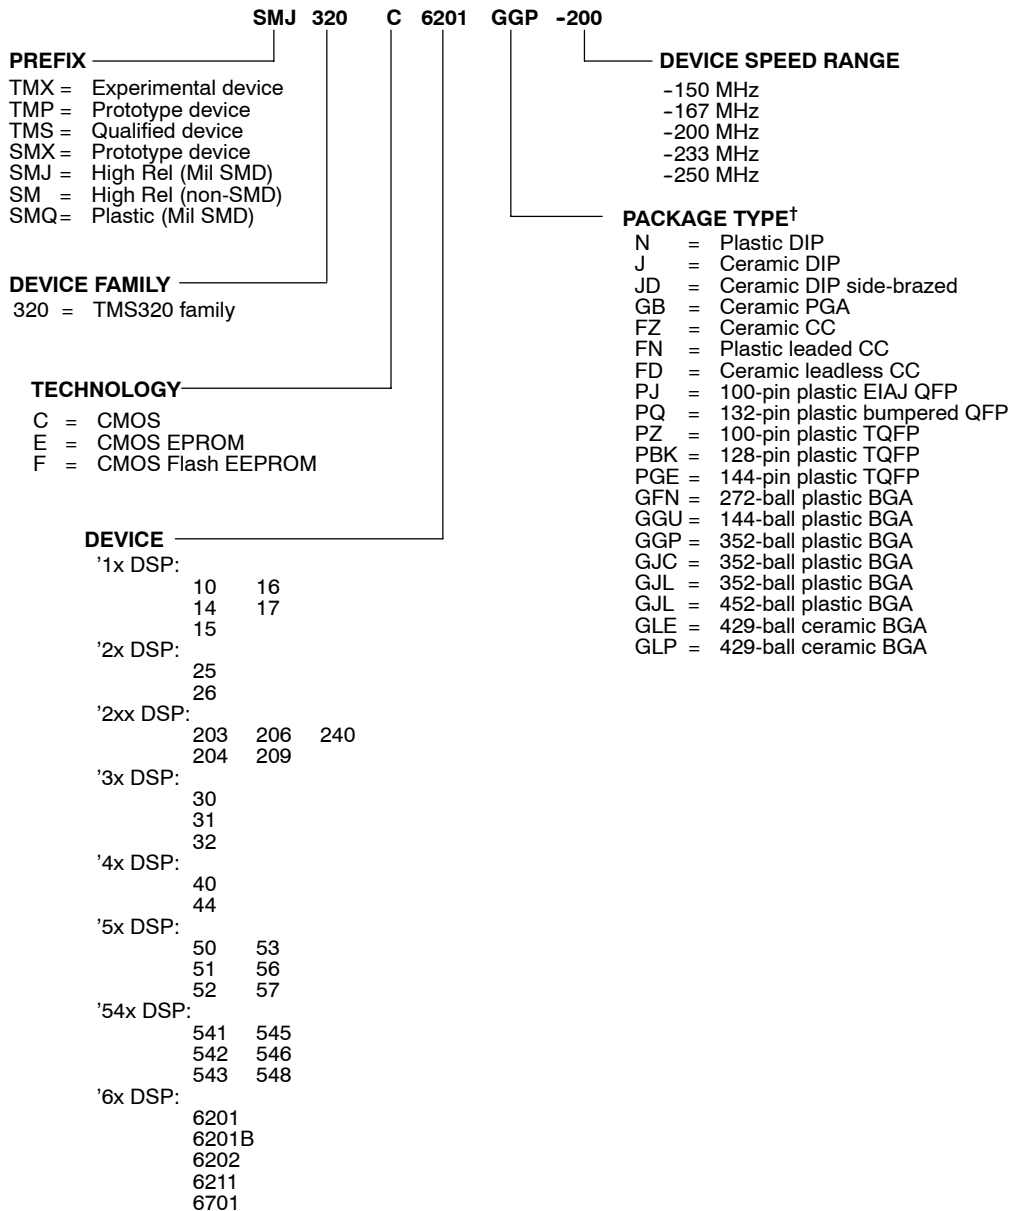 SMJ 320 C 6201 GGP -200
PREFIX
TMX = Experimental device
TMP = Prototype device
TMS = Qualified device
SMX = Prototype device
SMJ = High Rel (Mil SMD)
SM = High Rel (non-SMD)
SMQ= Plastic (Mil SMD)
DEVICE SPEED RANGE
-150 MHz
-167 MHz
-200 MHz
-233 MHz
-250 MHz
DEVICE FAMILY
320 = TMS320 family
PACKAGE TYPE†
N = Plastic DIP
J = Ceramic DIP
JD = Ceramic DIP side-brazed
GB = Ceramic PGA
FZ = Ceramic CC
FN = Plastic leaded CC
FD = Ceramic leadless CC
PJ = 100-pin plastic EIAJ QFP
PQ = 132-pin plastic bumpered QFP
PZ = 100-pin plastic TQFP
PBK = 128-pin plastic TQFP
PGE = 144-pin plastic TQFP
GFN = 272-ball plastic BGA
GGU = 144-ball plastic BGA
GGP = 352-ball plastic BGA
GJC = 352-ball plastic BGA
GJL = 352-ball plastic BGA
GJL = 452-ball plastic BGA
GLE = 429-ball ceramic BGA
GLP = 429-ball ceramic BGA
TECHNOLOGY
C = CMOS
E = CMOS EPROM
F = CMOS Flash EEPROM
DEVICE
'1x DSP:
10 16
14 17
15
'2x DSP:
25
26
'2xx DSP:
203 206 240
204 209
'3x DSP:
30
31
32
'4x DSP:
40
44
'5x DSP:
50 53
51 56
52 57
'54x DSP:
541 545
542 546
543 548
'6x DSP:
6201
6201B
6202
6211
6701